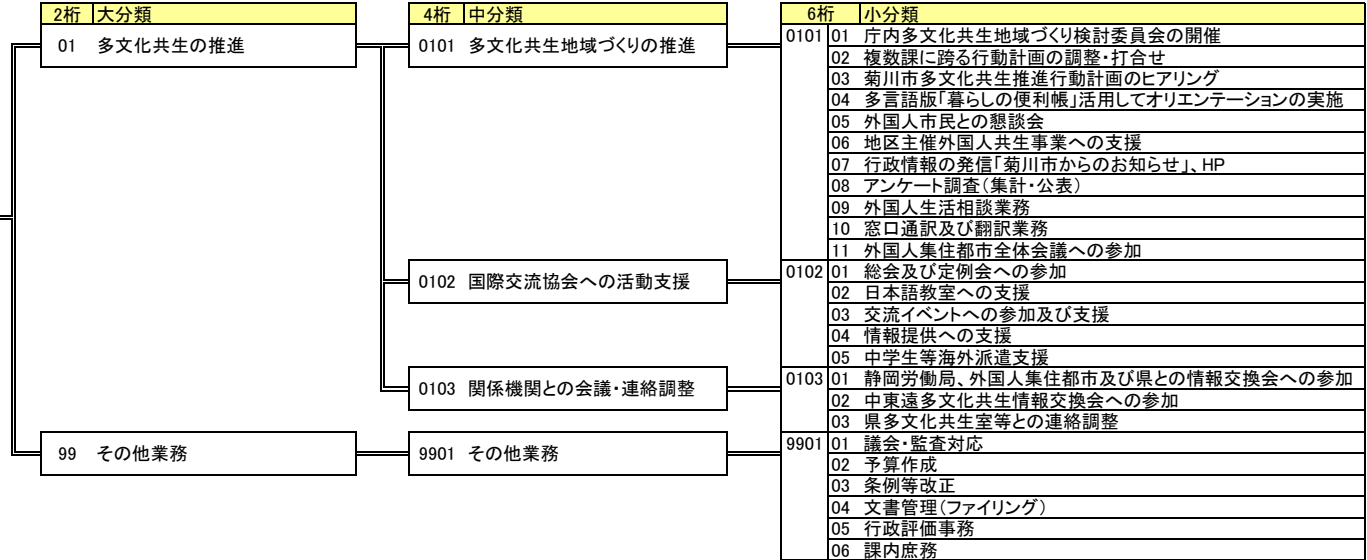 2桁 大分類 4桁 中分類 6桁 小分類
01 多文化共生の推進 0101 多文化共生地域づくりの推進 0101 01 庁内多文化共生地域づくり検討委員会の開催
02 複数課に跨る行動計画の調整・打合せ
03 菊川市多文化共生推進行動計画のヒアリング
04 多言語版「暮らしの便利帳」活用してオリエンテーションの実施
05 外国人市民との懇談会
06 地区主催外国人共生事業への支援
07 行政情報の発信「菊川市からのお知らせ」、HP
08 アンケート調査(集計・公表)
09 外国人生活相談業務
10 窓口通訳及び翻訳業務
11 外国人集住都市全体会議への参加
0102 国際交流協会への活動支援 0102 01 総会及び定例会への参加
02 日本語教室への支援
03 交流イベントへの参加及び支援
04 情報提供への支援
05 中学生等海外派遣支援
0103 関係機関との会議・連絡調整 0103 01 静岡労働局、外国人集住都市及び県との情報交換会への参加
02 中東遠多文化共生情報交換会への参加
03 県多文化共生室等との連絡調整
99 その他業務 9901 その他業務 9901 01 議会・監査対応
02 予算作成
03 条例等改正
04 文書管理(ファイリング)
05 行政評価事務
06 課内庶務